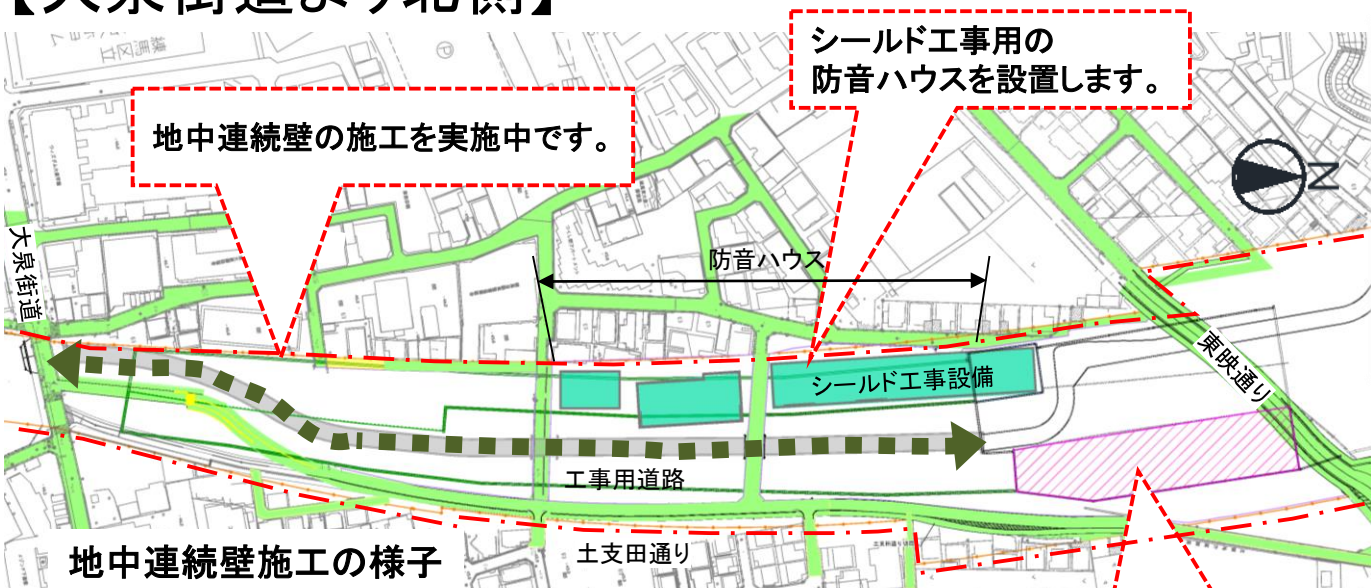 【大泉街道より北側】
シールド工事用の
防音ハウスを設置します。
地中連続壁の施工を実施中です。
N
大泉街道
防音ハウス
シールド工事設備
東映通り
工事用道路
土支田通り
地中連続壁施工の様子